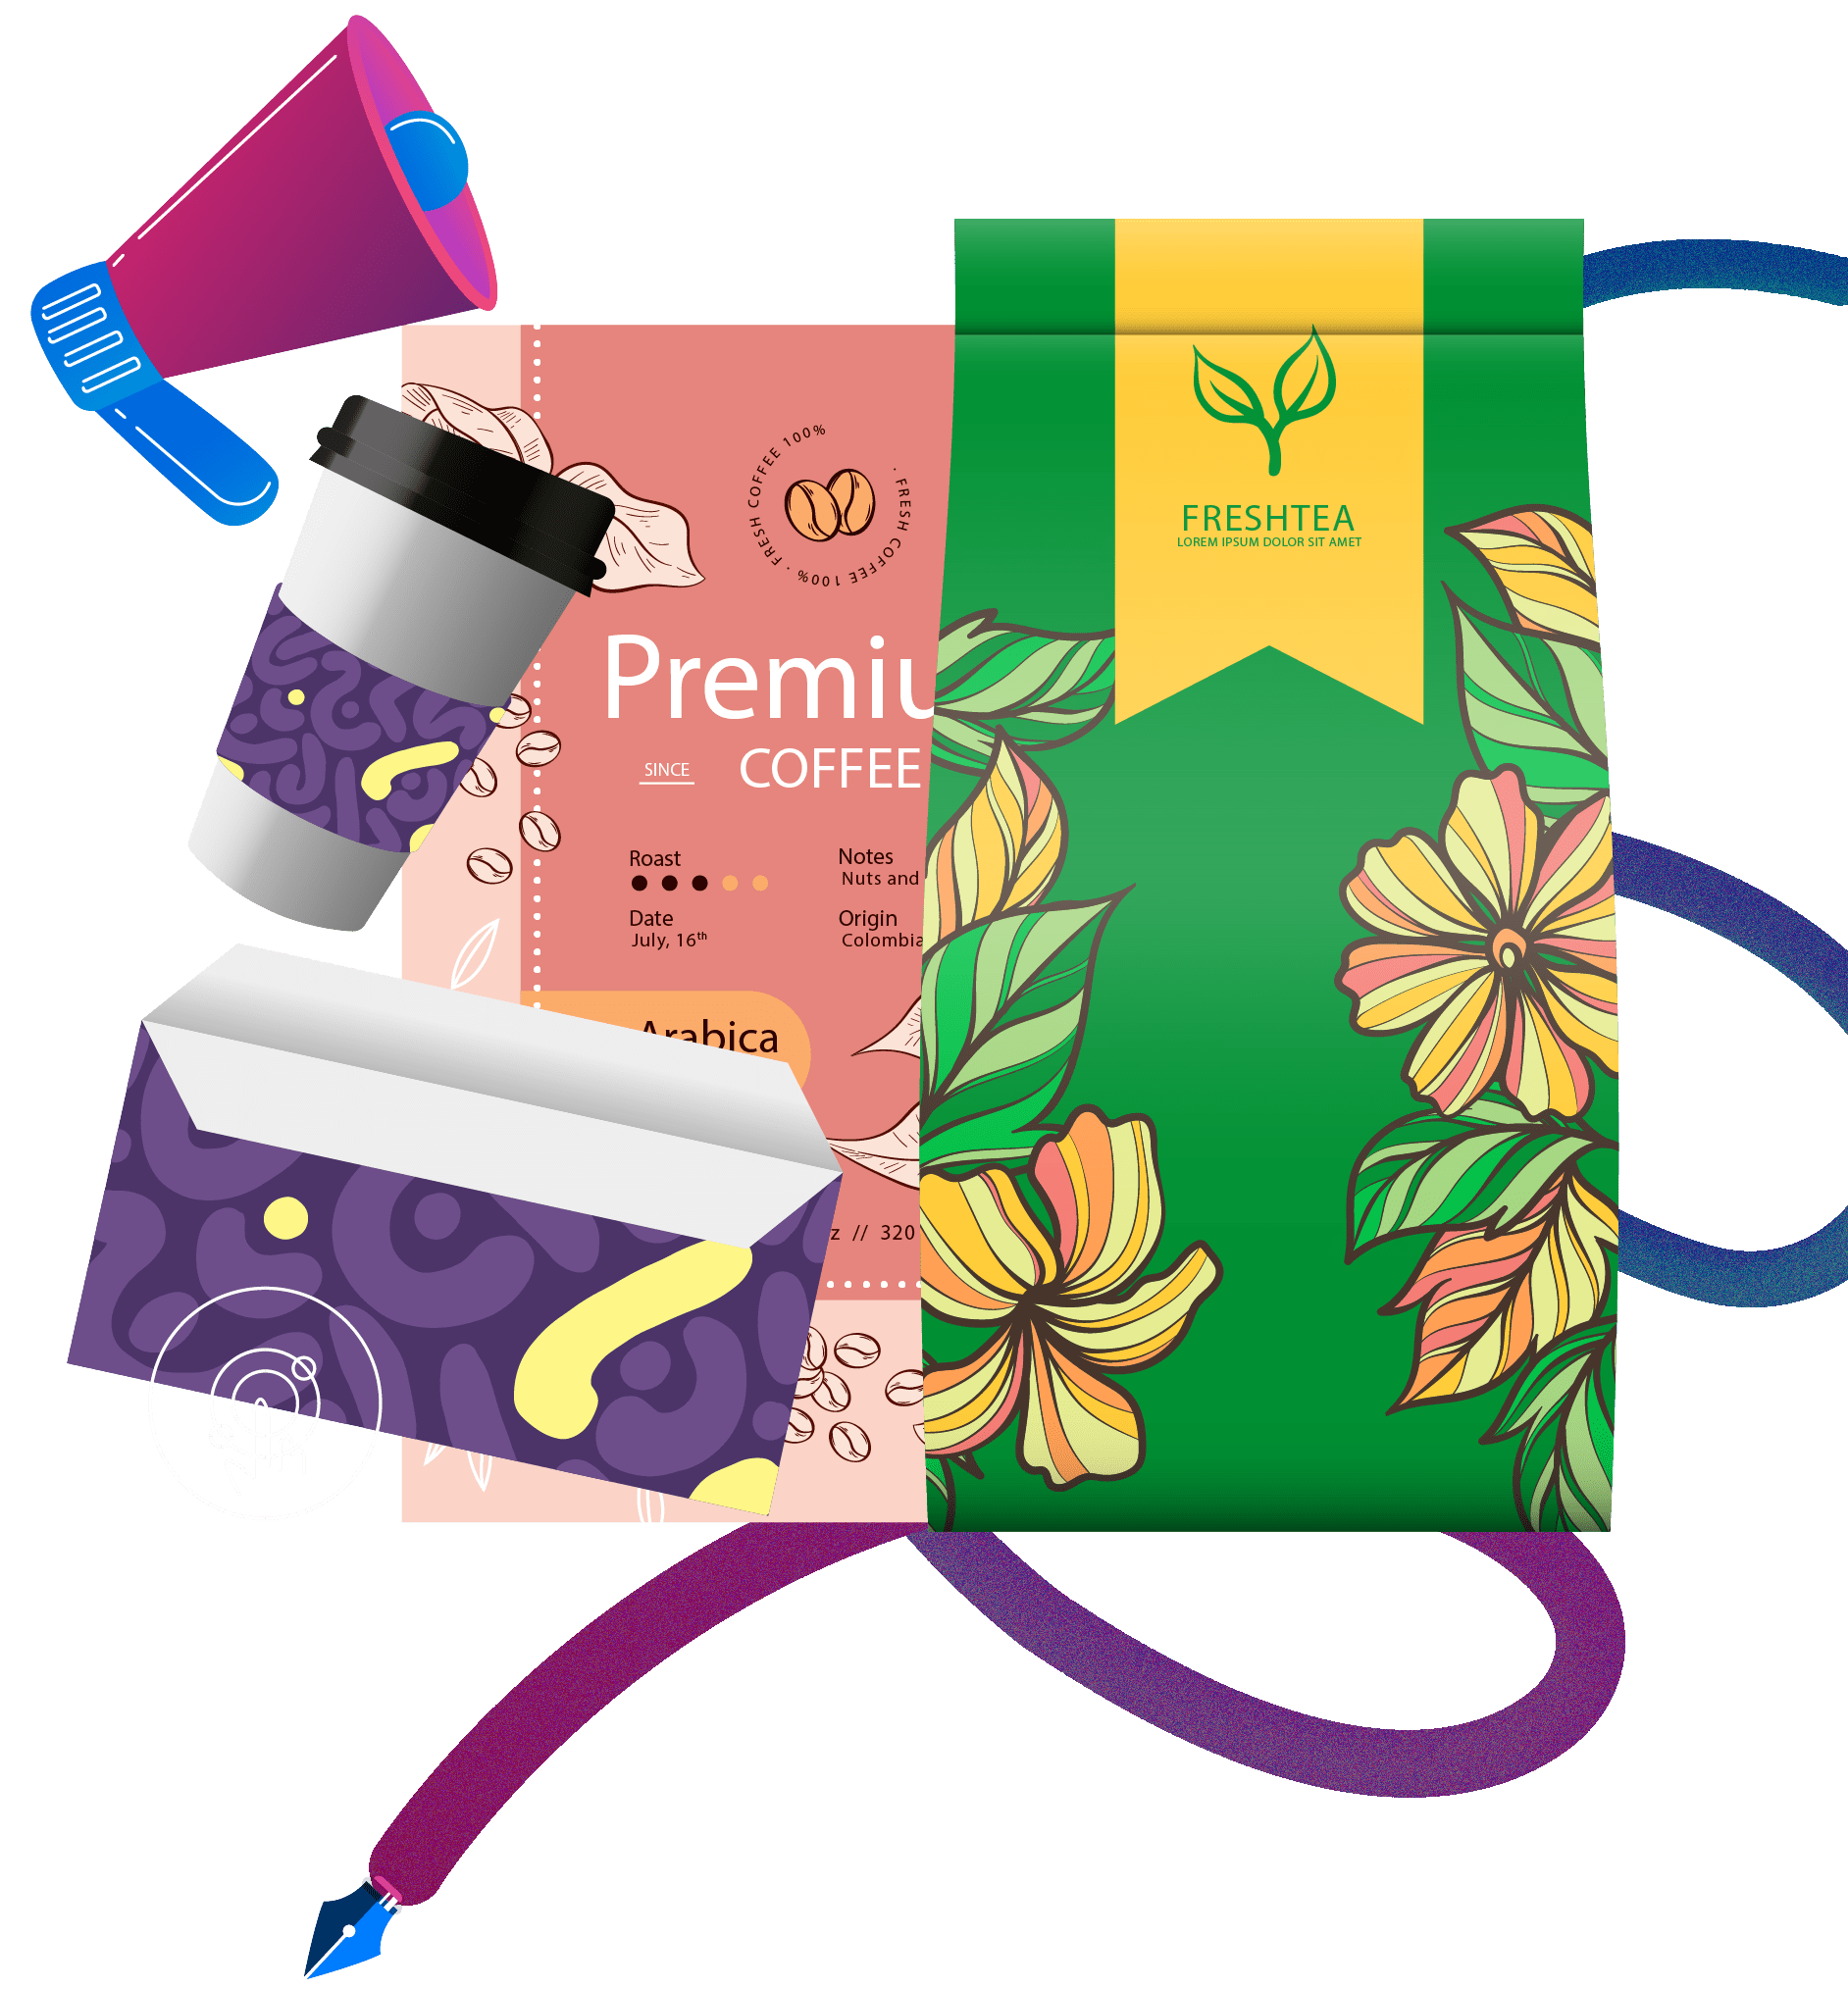 FRESH COFFEE 100% · FRESH COFFEE 100% ·
Premiu
SINCE
COFFEE
Roast
Notes
Nuts and
Date
July, 16th
Origin
Colombia
Arabica
z // 320
FRESHTEA
LOREM IPSUM DOLOR SIT AMET